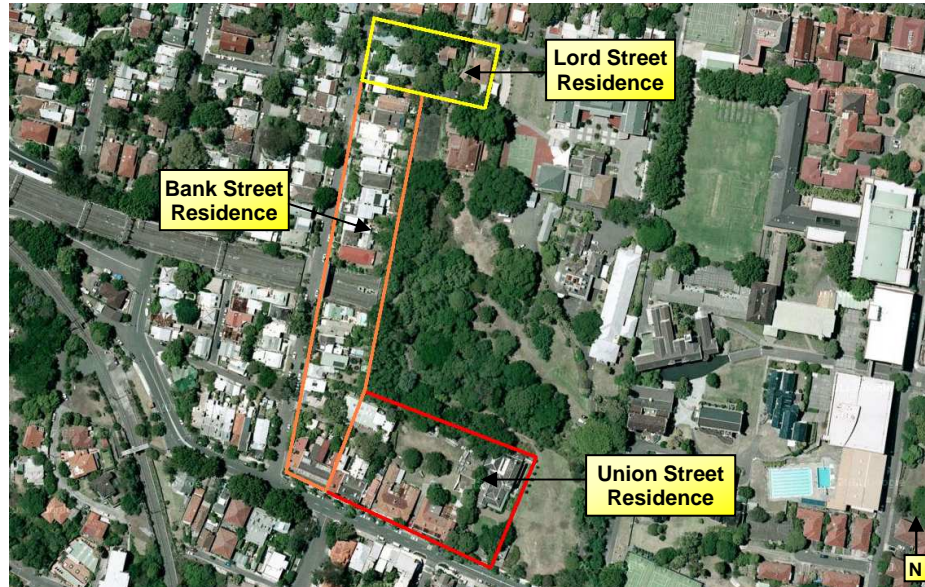 Lord Street
Residence
Bank Street
Residence
Union Street
Residence
N